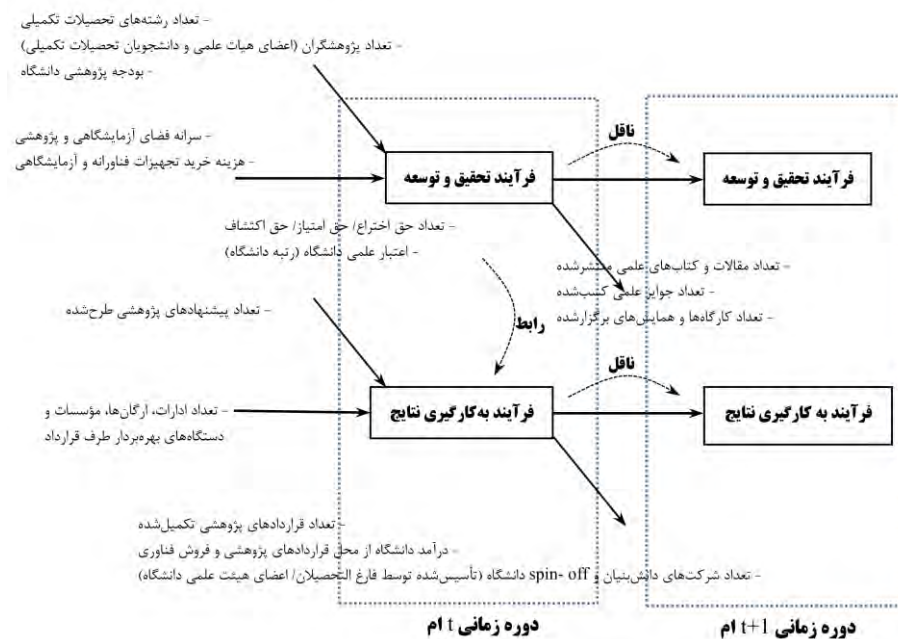 - تعداد رشته‌های تحصیلات تکمیلی
- تعداد پژوهشگران (اعضای هیات علمی و دانشجویان تحصیلات تکمیلی)
- بودجه پژوهشی دانشگاه
- سرانه فضای آزمایشگاهی و پژوهشی
- هزینه خرید تجهیزات فناورانه و آزمایشگاهی
فرآیند تحقیق و توسعه
ناقل
فرآیند تحقیق و توسعه
- تعداد حق اختراع/ حق امتیاز/ حق اکتشاف
- اعتبار علمی دانشگاه (رتبه دانشگاه)
- تعداد مقالات و کتاب‌های علمی منتشرشده
- تعداد جوایز علمی کسب‌شده
- تعداد کارگاه‌ها و همایش‌های برگزارشده
رابط
- تعداد پیشنهادهای پژوهشی طرح‌شده
- تعداد ادارات، ارگان‌ها، مؤسسات و
دستگاه‌های بهره‌بردار طرف قرارداد
فرآیند به‌کارگیری نتایج
ناقل
فرآیند به کارگیری نتایج
- تعداد قراردادهای پژوهشی تکمیل‌شده
- درآمد دانشگاه از محل قراردادهای پژوهشی و فروش فناوری
- تعداد شرکت‌های دانش‌بنیان و spin- off دانشگاه (تأسیس‌شده توسط فارغ التحصیلان/ اعضای هیئت علمی دانشگاه)
دوره زمانی t ام
دوره زمانی t+1 ام